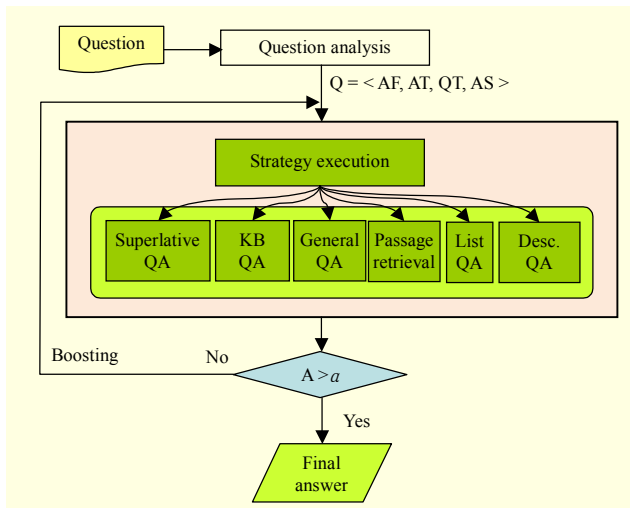 Question
Question analysis
Q = < AF, AT, QT, AS >
Strategy execution
Superlative
QA
KB
QA
General
QA
Passage
retrieval
List
QA
Desc.
QA
Boosting
No
A > a
Yes
Final
answer